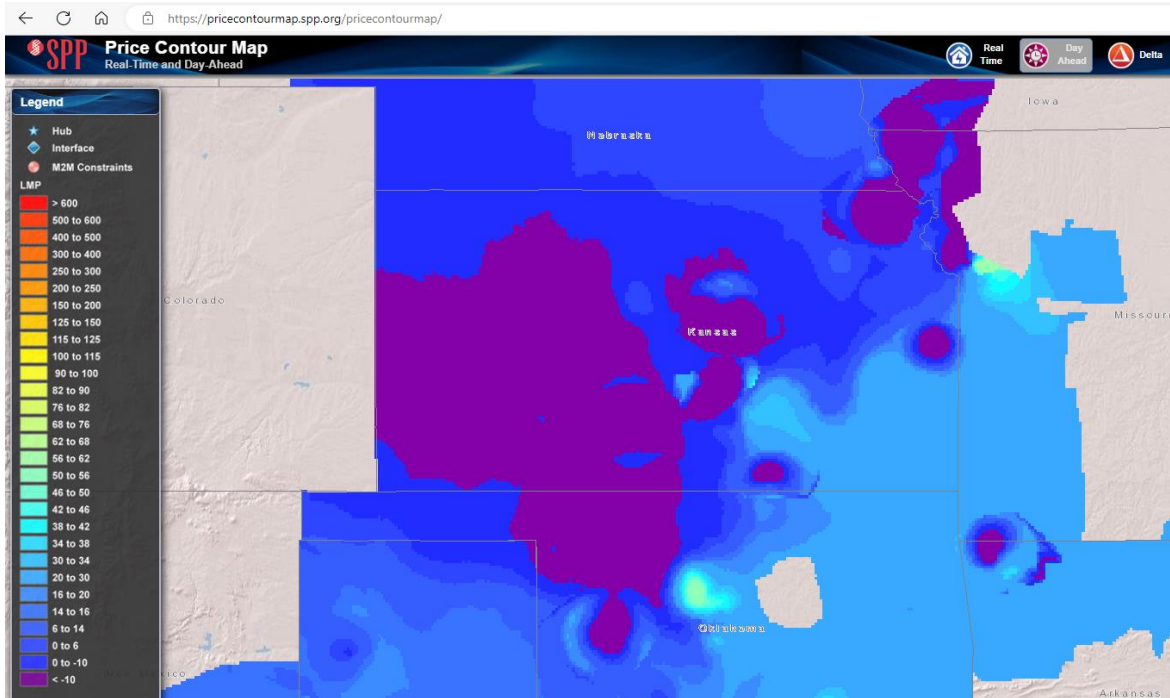 https://pricecontourmap.spp.org/pricecontourmap/
SPP Price Contour Map
Real-Time and Day-Ahead
Real Time
Day Ahead
Delta
Legend
Hub
Interface
M2M Constraints
LMP
> 600
500 to 600
400 to 500
300 to 400
250 to 300
200 to 250
150 to 200
125 to 150
115 to 125
100 to 115
90 to 100
82 to 90
76 to 82
68 to 76
62 to 68
56 to 62
50 to 56
46 to 50
42 to 46
38 to 42
34 to 38
30 to 34
20 to 30
16 to 20
14 to 16
6 to 14
0 to 6
0 to -10
< -10
Iowa
Nebraska
Colorado
Missour
Kansas
Oklahoma
Mexico
Arkansas